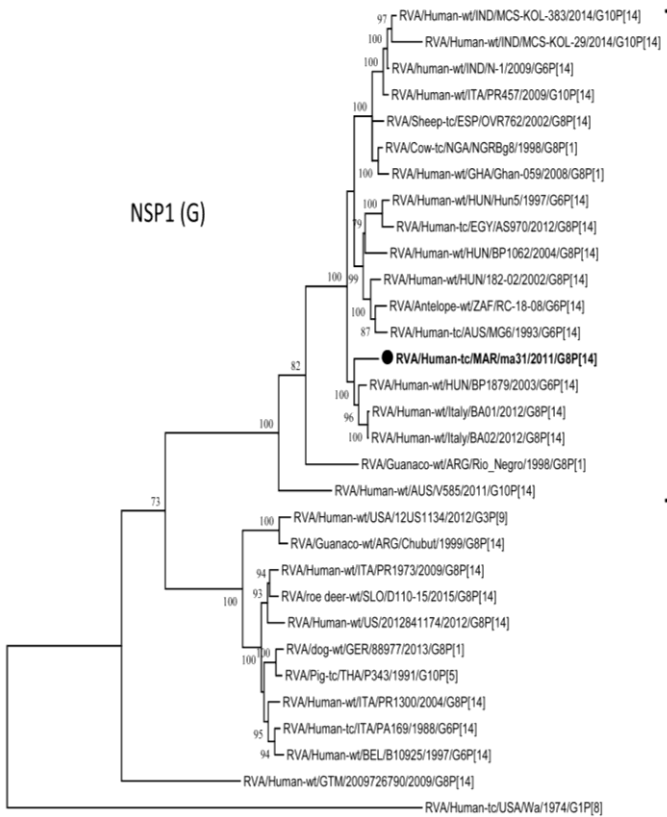 97
RVA/Human-wt/IND/MCS-KOL-383/2014/G10P[14]
100
RVA/Human-wt/IND/MCS-KOL-29/2014/G10P[14]
100
RVA/human-wt/IND/N-1/2009/G6P[14]
RVA/Human-wt/ITA/PR457/2009/G10P[14]
100
RVA/Sheep-tc/ESP/OVR762/2002/G8P[14]
RVA/Cow-tc/NGA/NGRBg8/1998/G8P[1]
100
RVA/Human-wt/GHA/Ghan-059/2008/G8P[1]
NSP1 (G)
100
RVA/Human-wt/HUN/Hun5/1997/G6P[14]
79
RVA/Human-tc/EGY/AS970/2012/G8P[14]
RVA/Human-wt/HUN/BP1062/2004/G8P[14]
100
99
RVA/Human-wt/HUN/182-02/2002/G8P[14]
RVA/Antelope-wt/ZAF/RC-18-08/G6P[14]
100
87
RVA/Human-tc/AUS/MG6/1993/G6P[14]
RVA/Human-tc/MAR/ma31/2011/G8P[14]
82
100
RVA/Human-wt/HUN/BP1879/2003/G6P[14]
96
RVA/Human-wt/Italy/BA01/2012/G8P[14]
100
RVA/Human-wt/Italy/BA02/2012/G8P[14]
100
RVA/Guanaco-wt/ARG/Rio_Negro/1998/G8P[1]
RVA/Human-wt/AUS/V585/2011/G10P[14]
73
100
RVA/Human-wt/USA/12US1134/2012/G3P[9]
RVA/Guanaco-wt/ARG/Chubut/1999/G8P[14]
94
RVA/Human-wt/ITA/PR1973/2009/G8P[14]
93
RVA/roe deer-wt/SLO/D110-15/2015/G8P[14]
100
RVA/Human-wt/US/2012841174/2012/G8P[14]
100
100
RVA/dog-wt/GER/88977/2013/G8P[1]
RVA/Pig-tc/THA/P343/1991/G10P[5]
RVA/Human-wt/ITA/PR1300/2004/G8P[14]
95
RVA/Human-tc/ITA/PA169/1988/G6P[14]
94
RVA/Human-wt/BEL/B10925/1997/G6P[14]
RVA/Human-wt/GTM/2009726790/2009/G8P[14]
RVA/Human-tc/USA/Wa/1974/G1P[8]